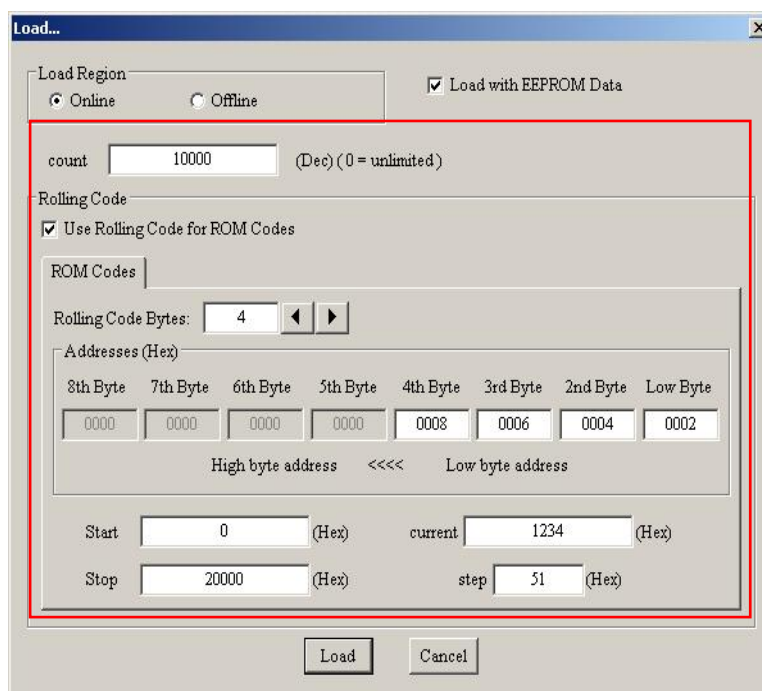 Load...
Load Region
Online Offline
Load with EEPROM Data
count 10000 (Dec) ( 0 = unlimited )
Rolling Code
Use Rolling Code for ROM Codes
ROM Codes
Rolling Code Bytes: 4
Addresses (Hex)
8th Byte 7th Byte 6th Byte 5th Byte 4th Byte 3rd Byte 2nd Byte Low Byte
0000 0000 0000 0000 0008 0006 0004 0002
High byte address <<<< Low byte address
Start 0 (Hex) current 1234 (Hex)
Stop 20000 (Hex) step 51 (Hex)
Load Cancel